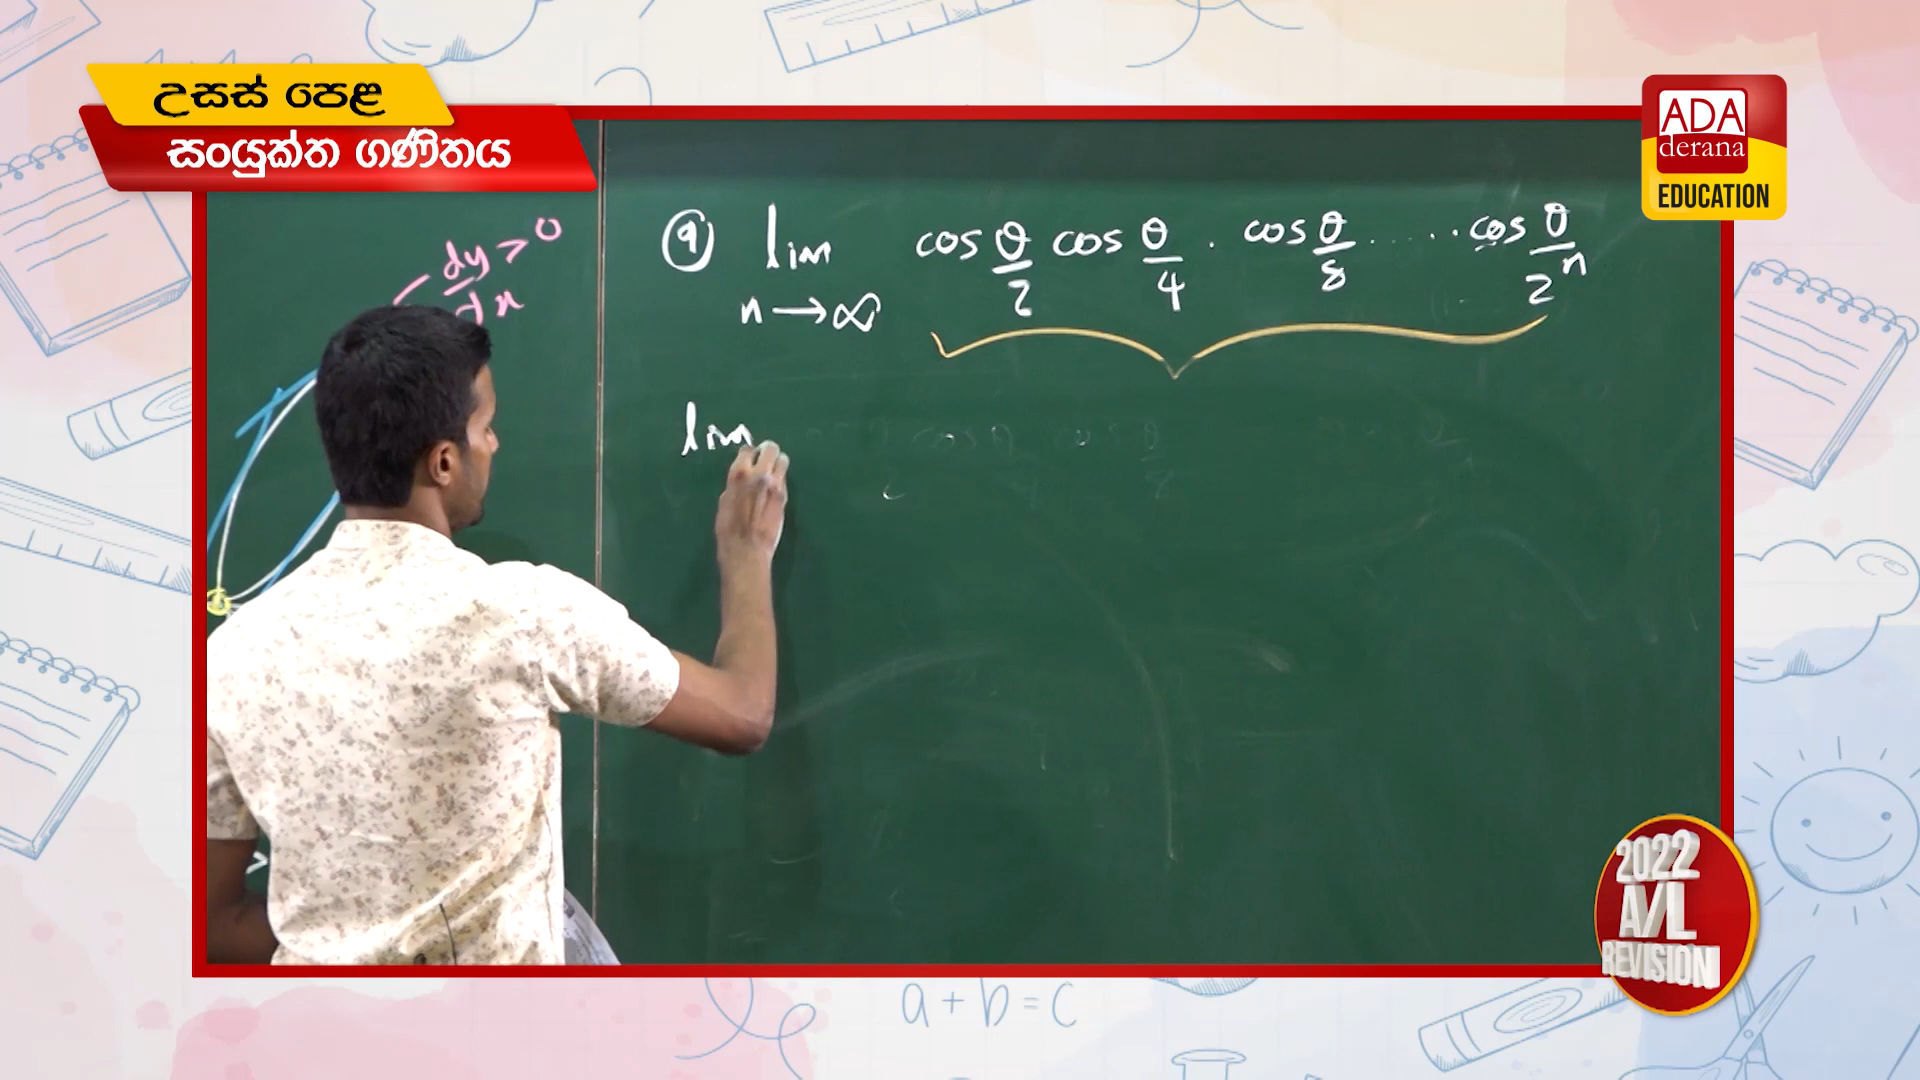 උසස් පෙළ
සංයුක්ත ගණිතය
ADA
derana
EDUCATION
dy/dx > 0
⑨ lim n→∞ cos θ/2 cos θ/4 . cos θ/8 ..... cos θ/2ⁿ
lim
2022
A/L
REVISION
a + b = c